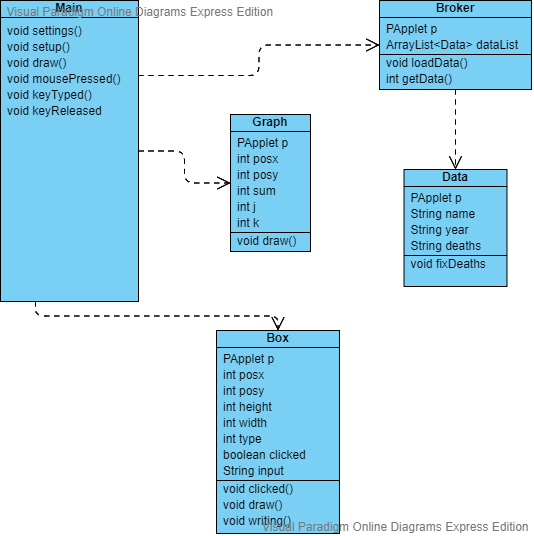 Visual Paradigm Online Diagrams Express Edition
Main
void settings()
void setup()
void draw()
void mousePressed()
void keyTyped()
void keyReleased
Broker
PApplet p
ArrayList<Data> dataList
void loadData()
int getData()
Graph
PApplet p
int posx
int posy
int sum
int j
int k
void draw()
Data
PApplet p
String name
String year
String deaths
void fixDeaths
Box
PApplet p
int posx
int posy
int height
int width
int type
boolean clicked
String input
void clicked()
void draw()
void writing()
Visual Paradigm Online Diagrams Express Edition